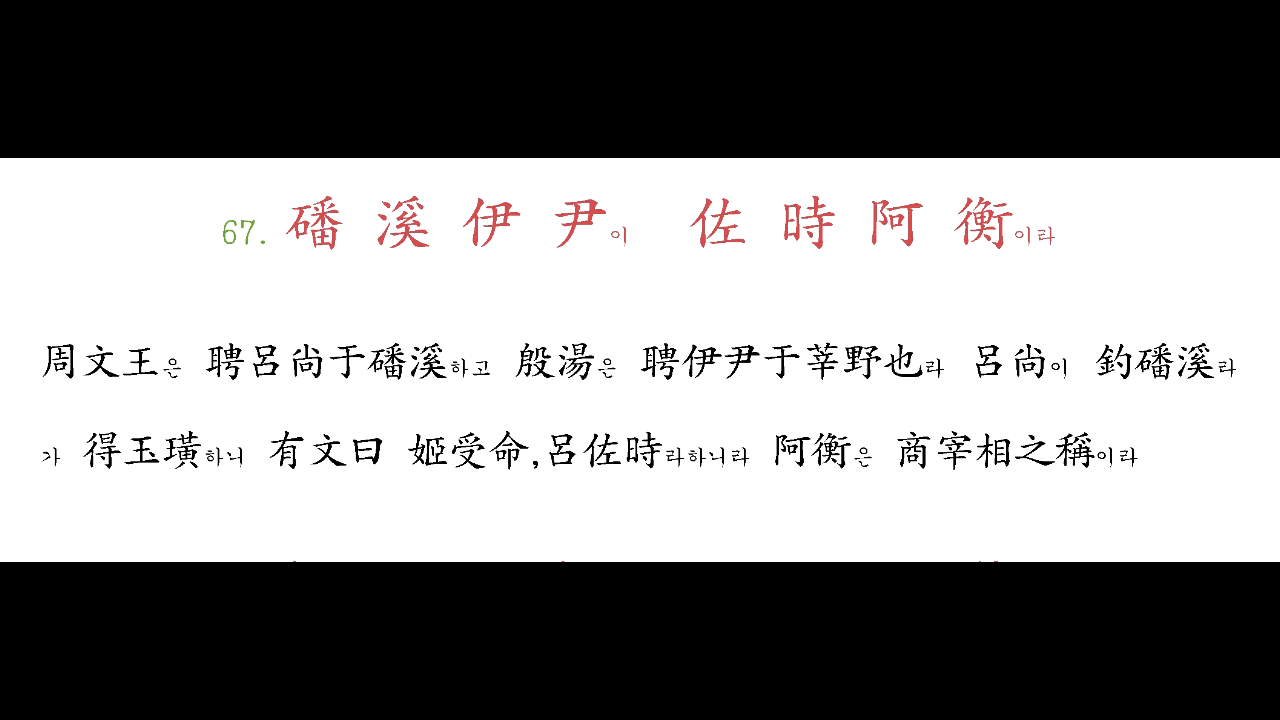 67. 磻 溪 伊 尹이 佐 時 阿 衡이라
周文王은 聘呂尙于磻溪하고 殷湯은 聘伊尹于莘野也라 呂尙이 釣磻溪라
가 得玉璜하니 有文曰 姬受命,呂佐時라하니라 阿衡은 商宰相之稱이라